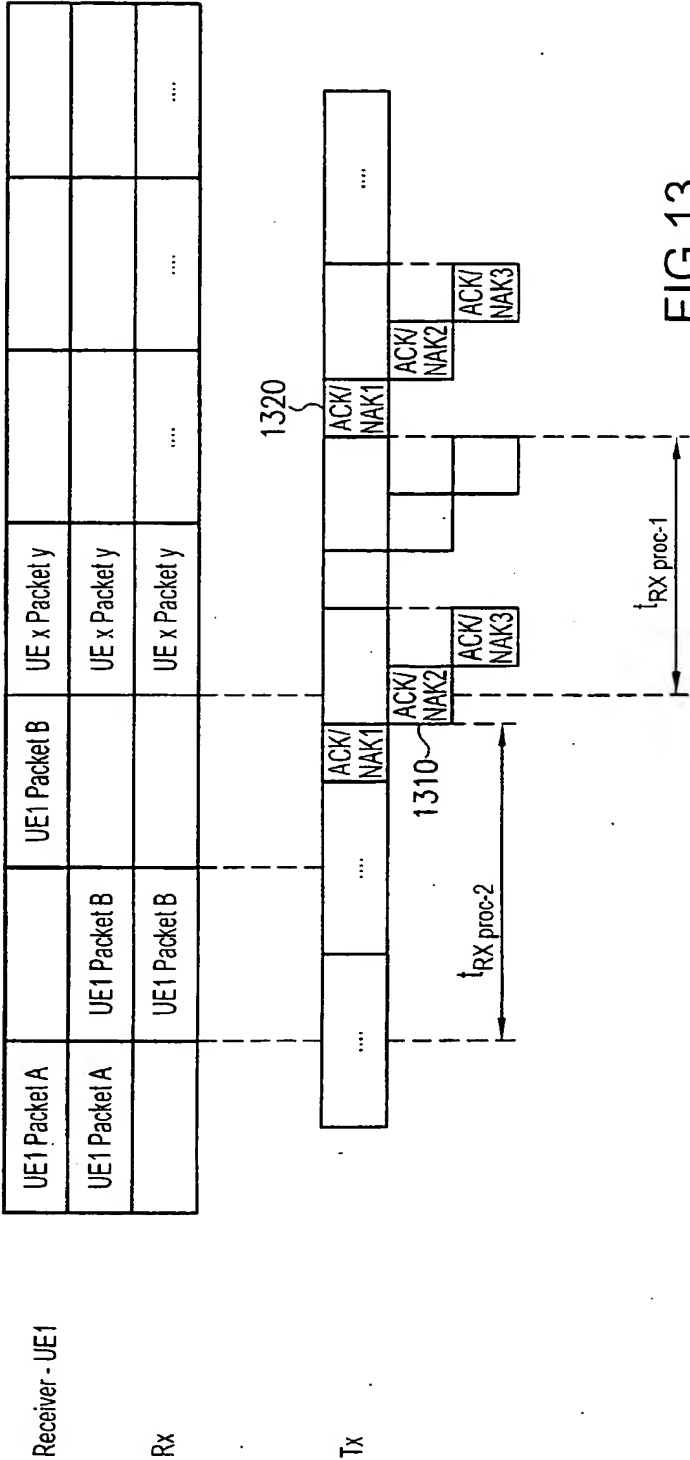 Receiver - UE1
Rx
Tx
UE1 Packet A
UE1 Packet B
UE x Packet y
UE1 Packet A
UE1 Packet B
UE x Packet y
UE1 Packet B
UE x Packet y
....
....
....
....
....
ACK/
NAK1
1320
ACK/
NAK1
....
1310
ACK/
NAK2
ACK/
NAK2
ACK/
NAK3
ACK/
NAK3
tRX proc-2
tRX proc-1
FIG.13